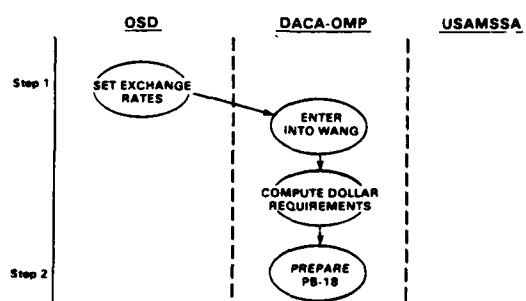 OSD DACA-OMP USAMSSA
Step 1
SET EXCHANGE
RATES
ENTER
INTO WANG
COMPUTE DOLLAR
REQUIREMENTS
Step 2
PREPARE
PB-18